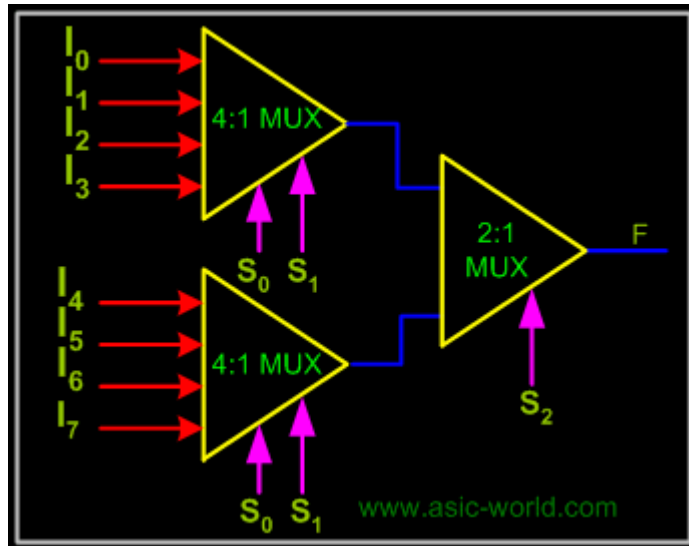 I0
I1
I2
I3
4:1 MUX
S0 S1
I4
I5
I6
I7
4:1 MUX
S0 S1
2:1
MUX
S2
F
www.asic-world.com